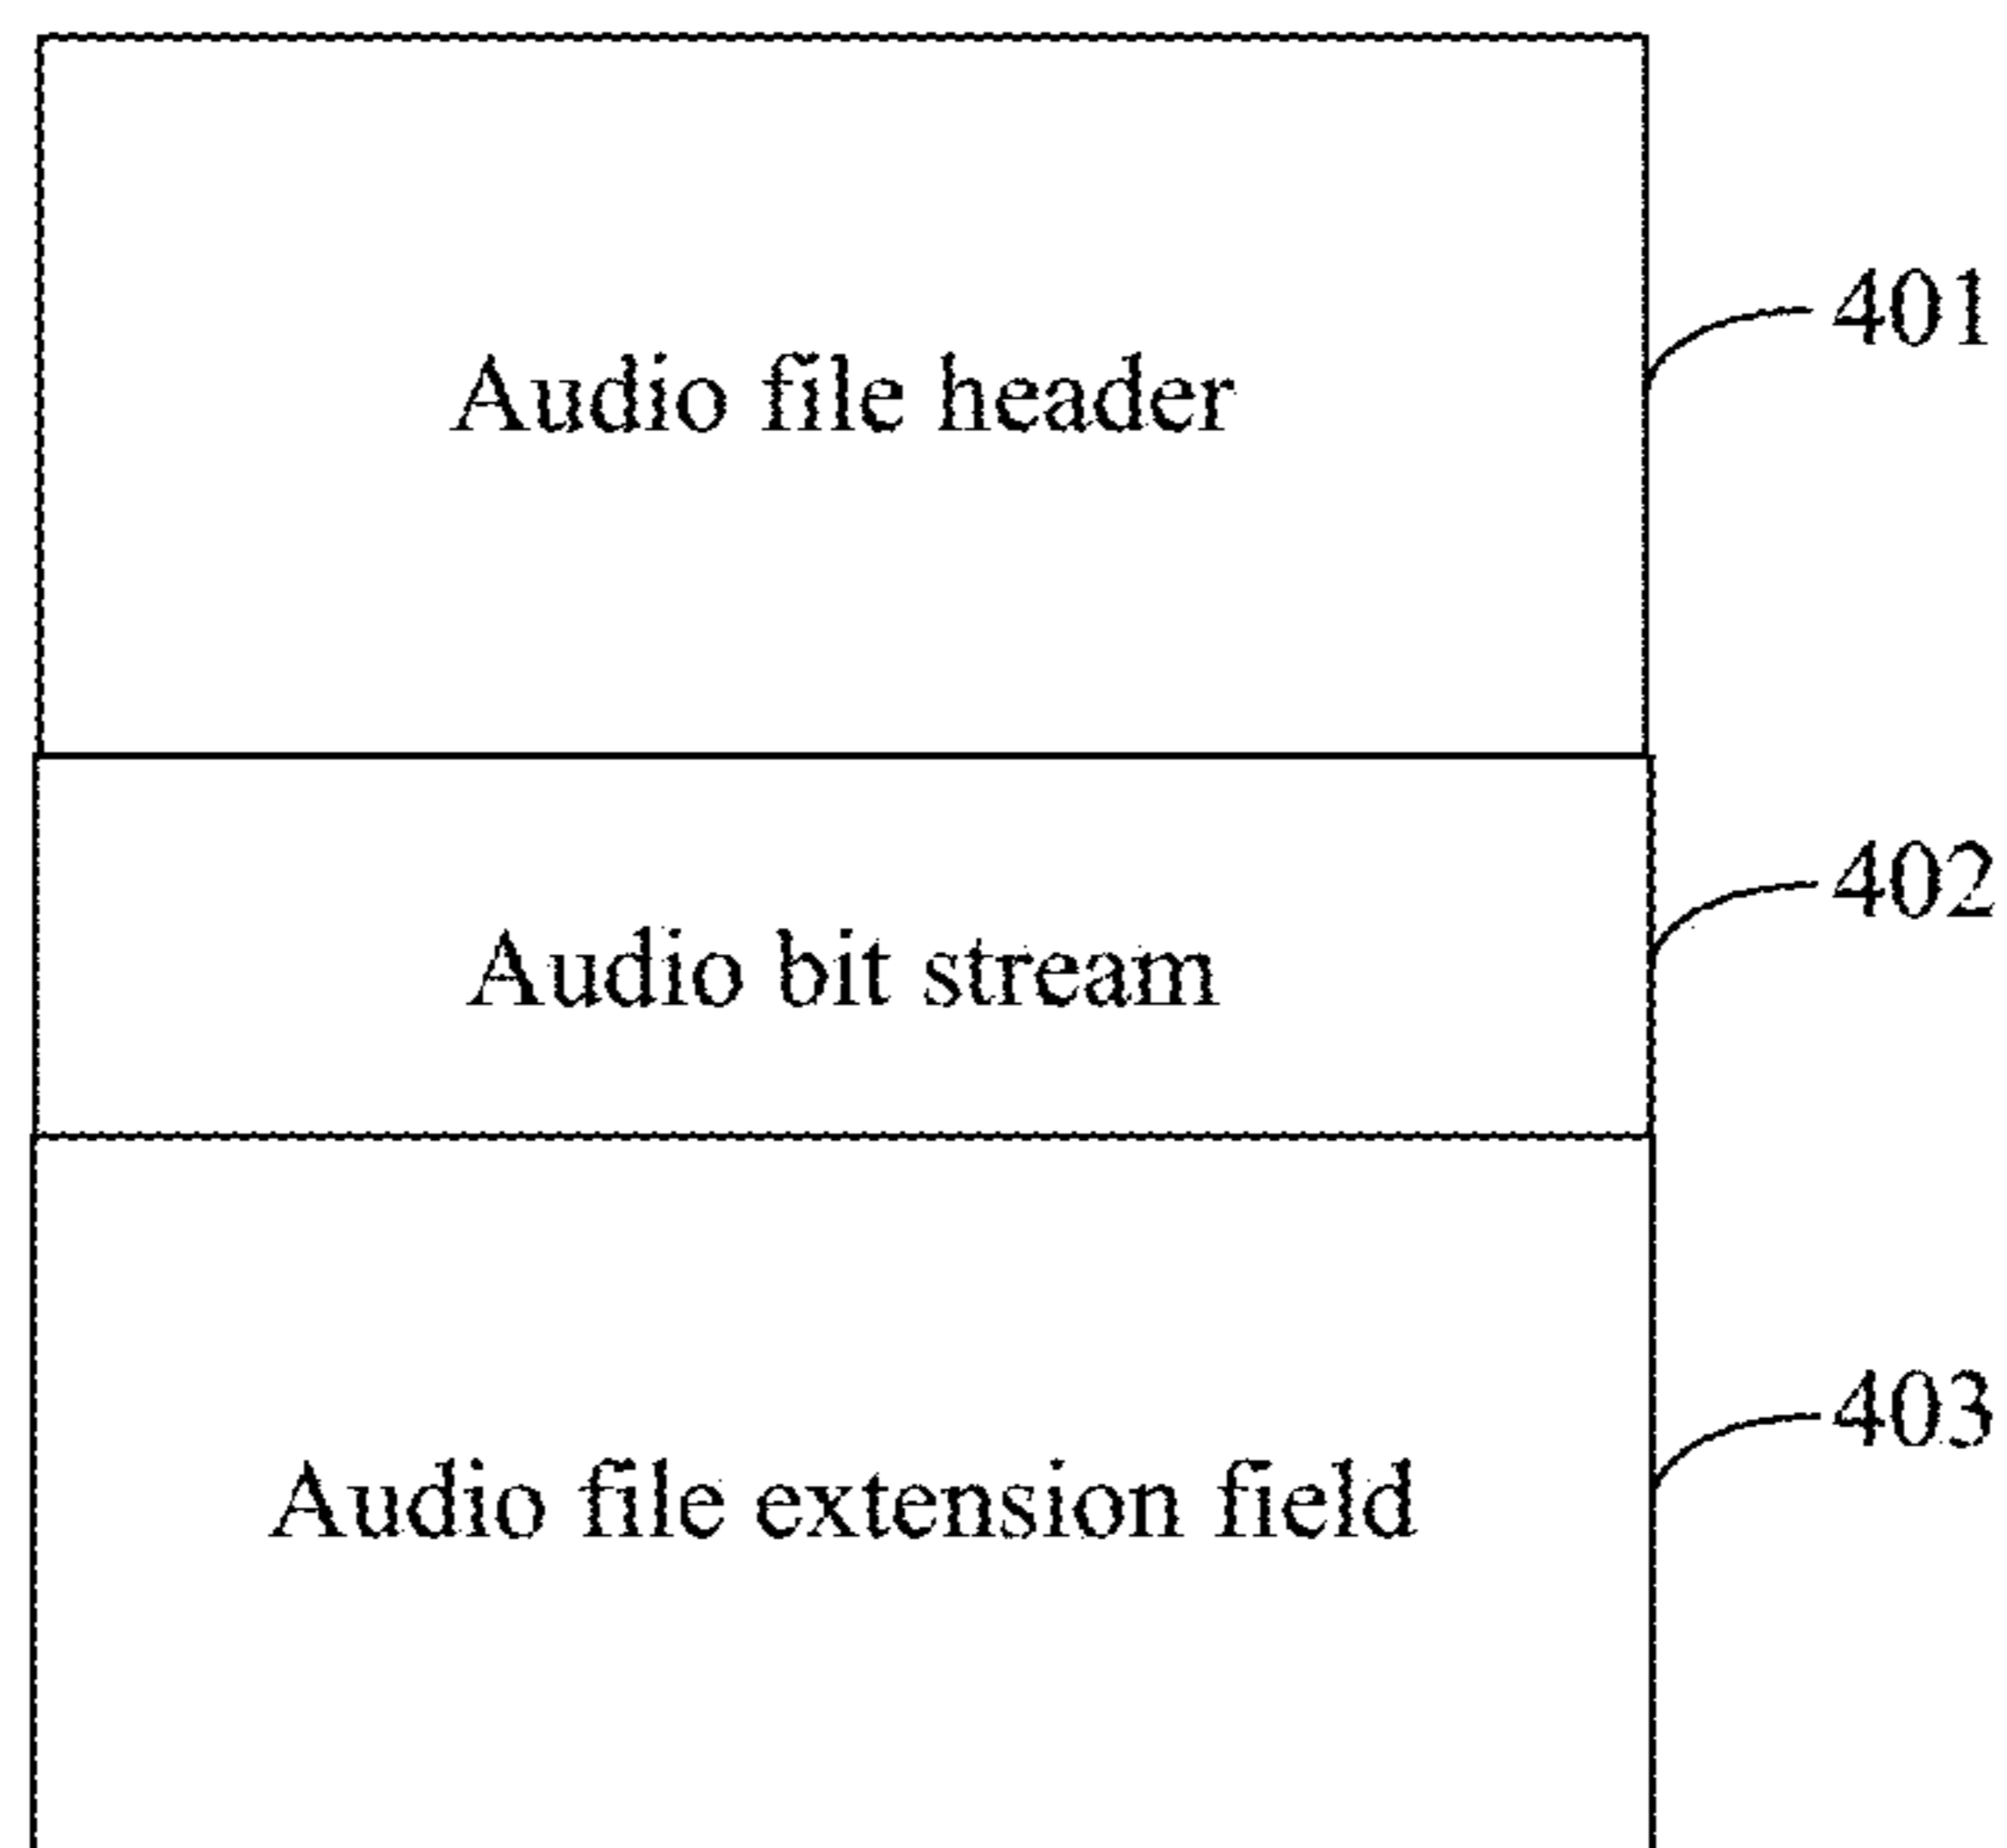 Audio file header
401
Audio bit stream
402
Audio file extension field
403